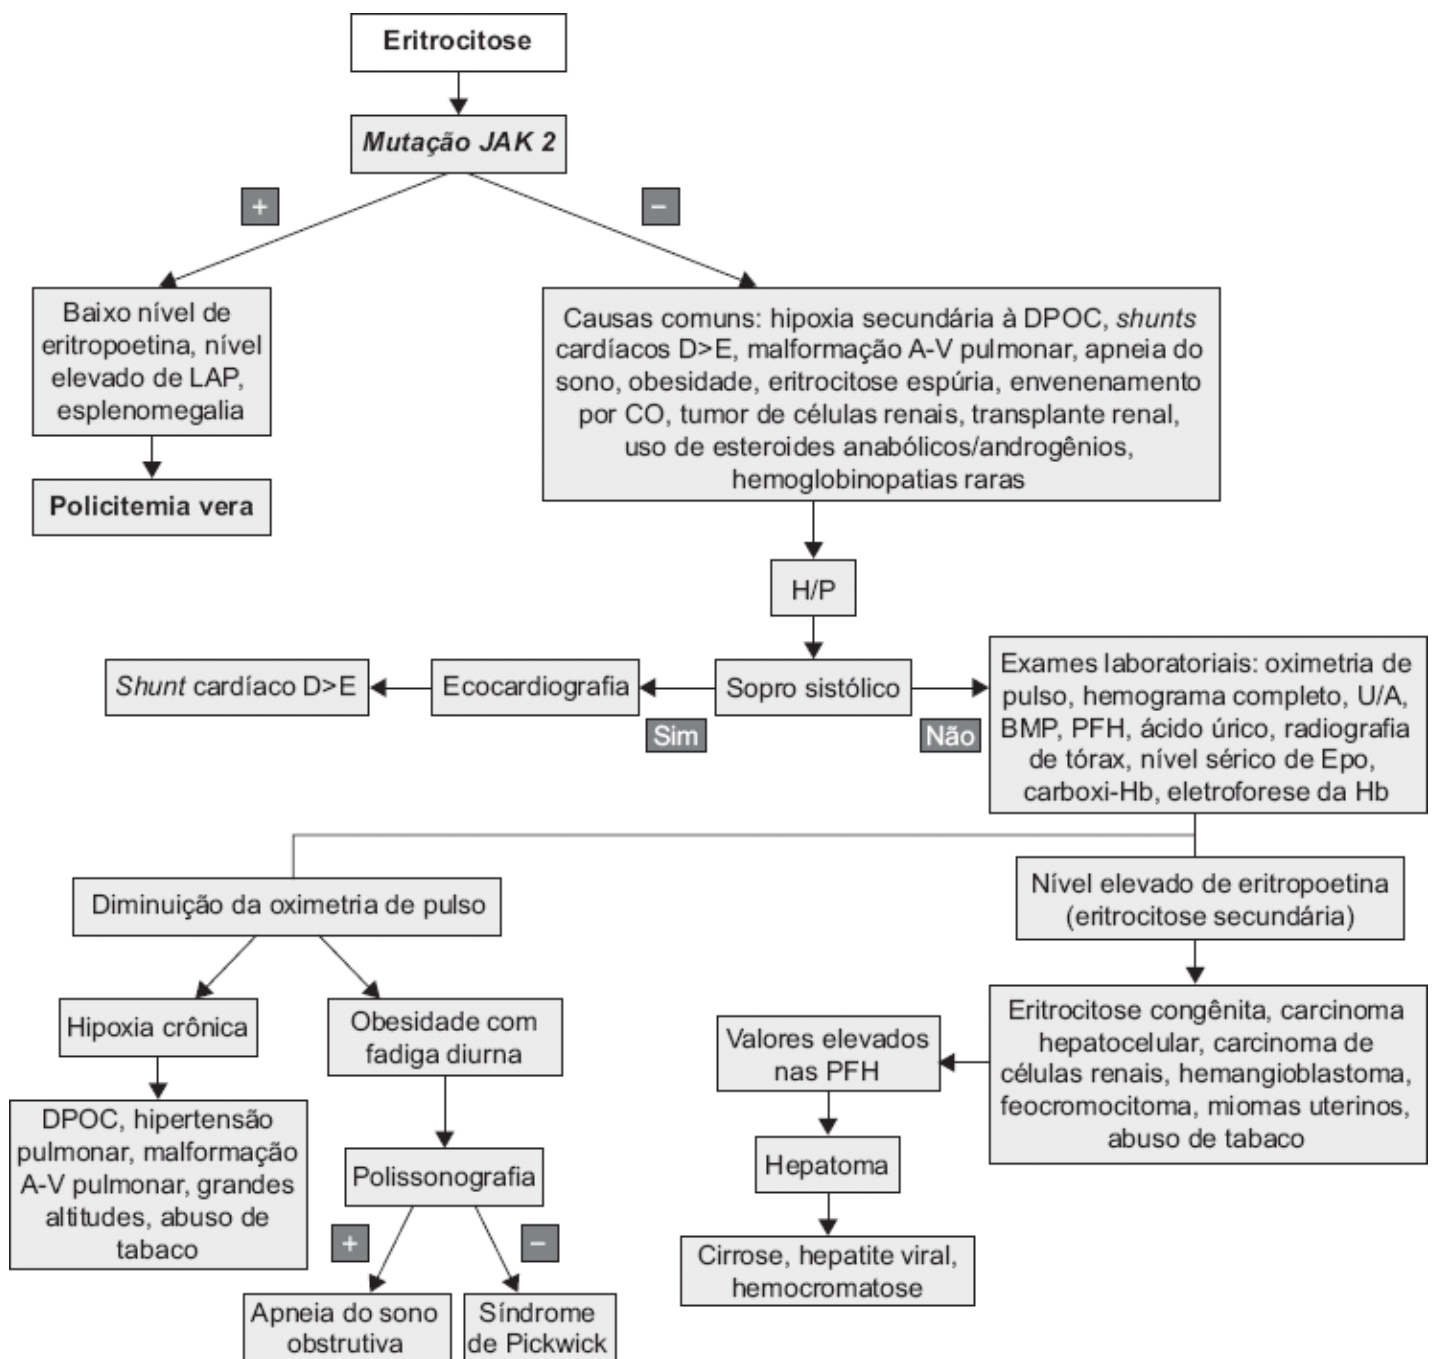 Eritrocitose
Mutação JAK 2
+
−
Baixo nível de
eritropoetina, nível
elevado de LAP,
esplenomegalia
Policitemia vera
Causas comuns: hipoxia secundária à DPOC, shunts
cardíacos D>E, malformação A-V pulmonar, apneia do
sono, obesidade, eritrocitose espúria, envenenamento
por CO, tumor de células renais, transplante renal,
uso de esteroides anabólicos/androgênios,
hemoglobinopatias raras
H/P
Shunt cardíaco D>E
Ecocardiografia
Sopro sistólico
Sim
Não
Exames laboratoriais: oximetria de
pulso, hemograma completo, U/A,
BMP, PFH, ácido úrico, radiografia
de tórax, nível sérico de Epo,
carboxi-Hb, eletroforese da Hb
Diminuição da oximetria de pulso
Nível elevado de eritropoetina
(eritrocitose secundária)
Hipoxia crônica
Obesidade com
fadiga diurna
Valores elevados
nas PFH
Eritrocitose congênita, carcinoma
hepatocelular, carcinoma de
células renais, hemangioblastoma,
feocromocitoma, miomas uterinos,
abuso de tabaco
DPOC, hipertensão
pulmonar, malformação
A-V pulmonar, grandes
altitudes, abuso de
tabaco
Polissonografia
Hepatoma
+
−
Cirrose, hepatite viral,
hemocromatose
Apneia do sono
obstrutiva
Síndrome
de Pickwick